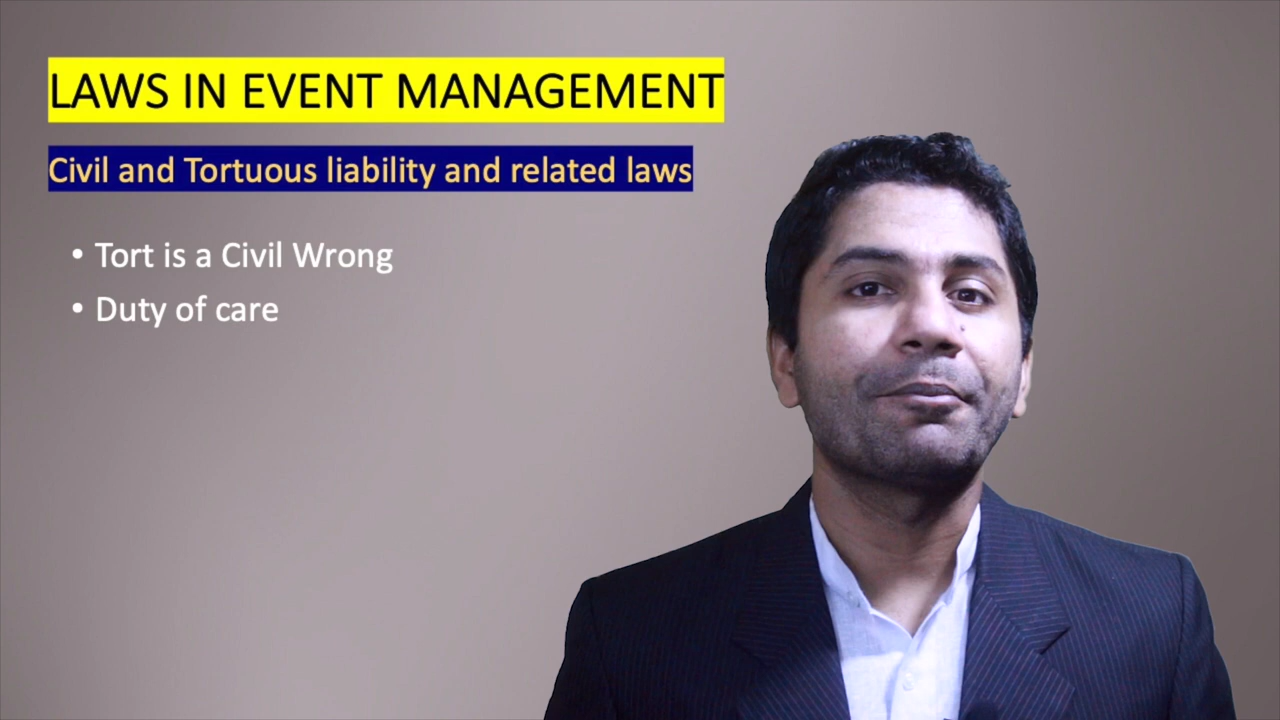 LAWS IN EVENT MANAGEMENT
Civil and Tortuous liability and related laws
• Tort is a Civil Wrong
• Duty of care